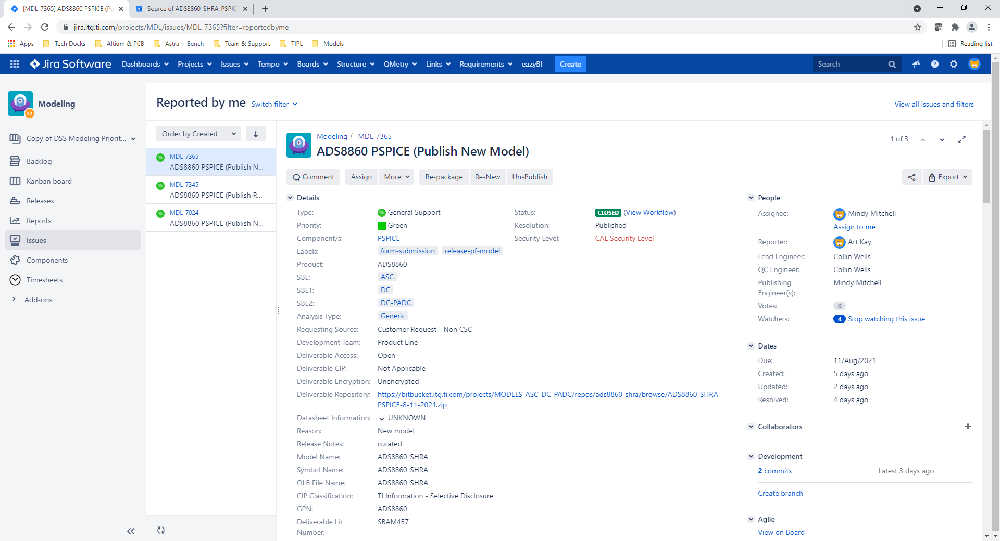 [MDL-7365] ADS8860 PSPICE (Pu
Source of ADS8860-SHRA-PSPIC
jira.itg.ti.com/projects/MDL/issues/MDL-7365?filter=reportedbyme
Apps Tech Docks Altium & PCB Astra + Bench Team & Support TIPL Models Reading list
Jira Software Dashboards Projects Issues Tempo Boards Structure QMetry Links Requirements eazyBI Create Search
Modeling
Copy of DSS Modeling Priorit...
Backlog
Kanban board
Releases
Reports
Issues
Components
Timesheets
Add-ons
Reported by me Switch filter
View all issues and filters
Order by Created
MDL-7365
ADS8860 PSPICE (Publish N...
MDL-7345
ADS8860 PSPICE (Publish R...
MDL-7024
ADS8860 PSPICE (Publish N...
Modeling / MDL-7365
ADS8860 PSPICE (Publish New Model)
1 of 3
Comment Assign More Re-package Re-New Un-Publish
Export
Details
Type: General Support
Priority: Green
Component/s: PSPICE
Labels: form-submission release-pf-model
Product: ADS8860
SBE: ASC
SBE1: DC
SBE2: DC-PADC
Analysis Type: Generic
Requesting Source: Customer Request - Non CSC
Development Team: Product Line
Deliverable Access: Open
Deliverable CIP: Not Applicable
Deliverable Encryption: Unencrypted
Deliverable Repository: https://bitbucket.itg.ti.com/projects/MODELS-ASC-DC-PADC/repos/ads8860-shra/browse/ADS8860-SHRA-
PSPICE-8-11-2021.zip
Datasheet Information: UNKNOWN
Reason: New model
Release Notes: curated
Model Name: ADS8860_SHRA
Symbol Name: ADS8860_SHRA
OLB File Name: ADS8860_SHRA
CIP Classification: TI Information - Selective Disclosure
GPN: ADS8860
Deliverable Lit SBAM457
Number:
Status: CLOSED (View Workflow)
Resolution: Published
Security Level: CAE Security Level
People
Assignee: Mindy Mitchell
Assign to me
Reporter: Art Kay
Lead Engineer: Collin Wells
QC Engineer: Collin Wells
Publishing Mindy Mitchell
Engineer(s):
Votes: 0
Watchers: 4 Stop watching this issue
Dates
Due: 11/Aug/2021
Created: 5 days ago
Updated: 2 days ago
Resolved: 4 days ago
Collaborators
Development
2 commits Latest 3 days ago
Create branch
Agile
View on Board